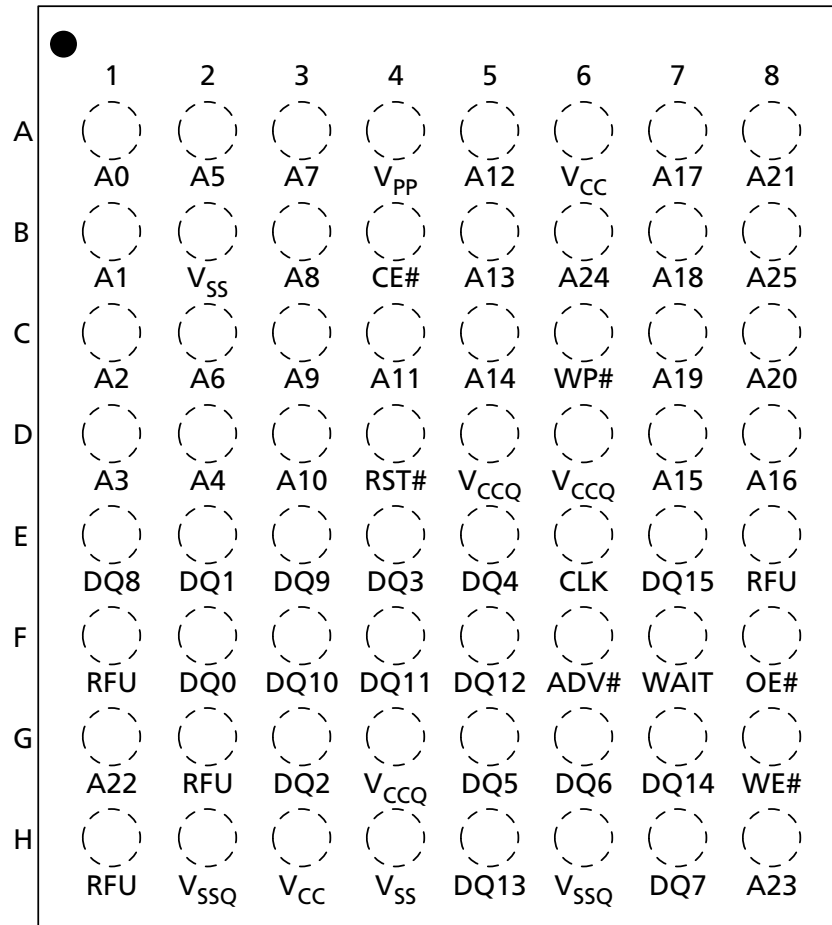 1 2 3 4 5 6 7 8
A
A0 A5 A7 VPP A12 VCC A17 A21
B
A1 VSS A8 CE# A13 A24 A18 A25
C
A2 A6 A9 A11 A14 WP# A19 A20
D
A3 A4 A10 RST# VCCQ VCCQ A15 A16
E
DQ8 DQ1 DQ9 DQ3 DQ4 CLK DQ15 RFU
F
RFU DQ0 DQ10 DQ11 DQ12 ADV# WAIT OE#
G
A22 RFU DQ2 VCCQ DQ5 DQ6 DQ14 WE#
H
RFU VSSQ VCC VSS DQ13 VSSQ DQ7 A23